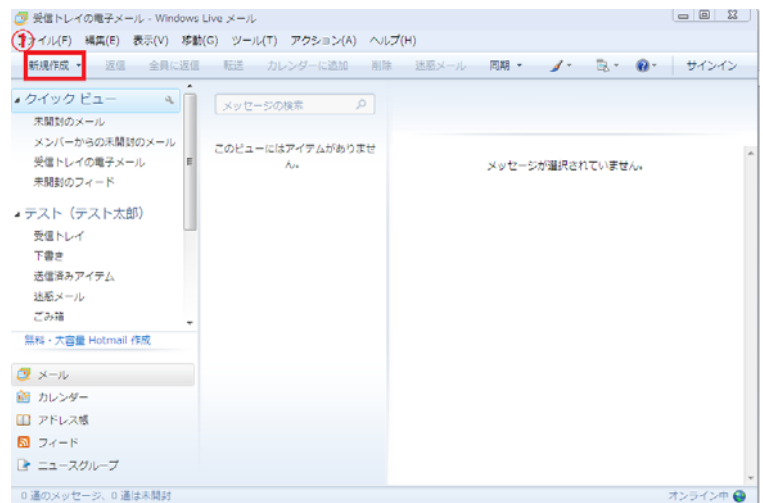 受信トレイの電子メール - Windows Live メール
①ァイル(F) 編集(E) 表示(V) 移動(G) ツール(T) アクション(A) ヘルプ(H)
新規作成 返信 全員に返信 転送 カレンダーに追加 削除 迷惑メール 同期 サインイン
クイック ビュー
未開封のメール
メンバーからの未開封のメール
受信トレイの電子メール
未開封のフィード
テスト（テスト太郎）
受信トレイ
下書き
送信済みアイテム
迷惑メール
ごみ箱
無料・大容量 Hotmail 作成
メール
カレンダー
アドレス帳
フィード
ニュースグループ
メッセージの検索
このビューにはアイテムがありませ
ん。
メッセージが選択されていません。
0 通のメッセージ、0 通は未開封
オンライン中